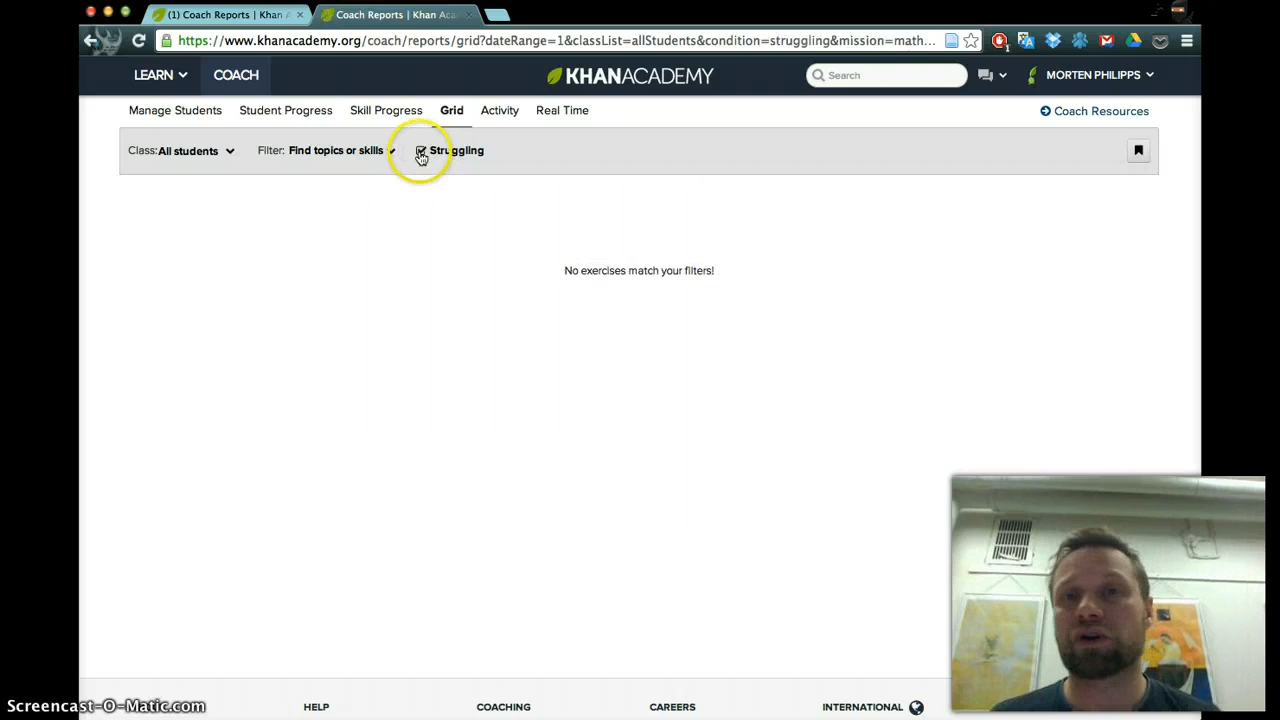 (1) Coach Reports | Khan A
Coach Reports | Khan Aca
https://www.khanacademy.org/coach/reports/grid?dateRange=1&classList=allStudents&condition=struggling&mission=math...
LEARN
COACH
KHANACADEMY
Search
MORTEN PHILIPPS
Manage Students
Student Progress
Skill Progress
Grid
Activity
Real Time
Coach Resources
Class: All students
Filter: Find topics or skills
Struggling
No exercises match your filters!
Screencast-O-Matic.com
HELP
COACHING
CAREERS
INTERNATIONAL